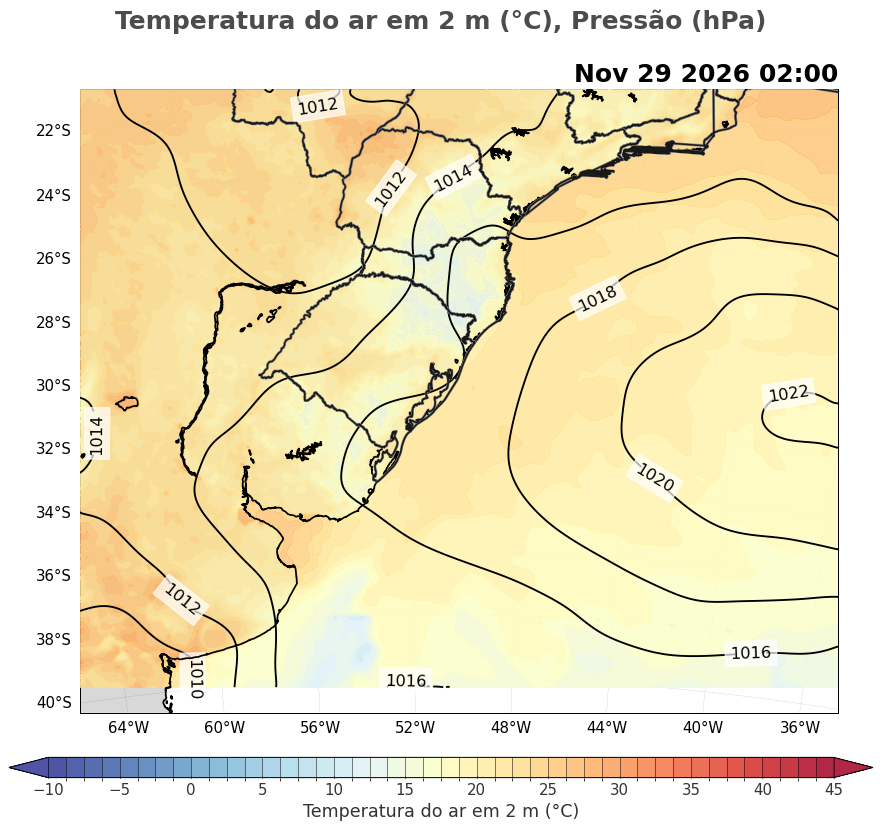 Temperatura do ar em 2 m (°C), Pressão (hPa)
Nov 29 2026 02:00
1012
22°S
1014
24°S
1012
26°S
1018
28°S
30°S
1022
1014
32°S
1020
34°S
1012
36°S
38°S
1016
1010
1016
40°S
64°W 60°W 56°W 52°W 48°W 44°W 40°W 36°W
−10 −5 0 5 10 15 20 25 30 35 40 45
Temperatura do ar em 2 m (°C)